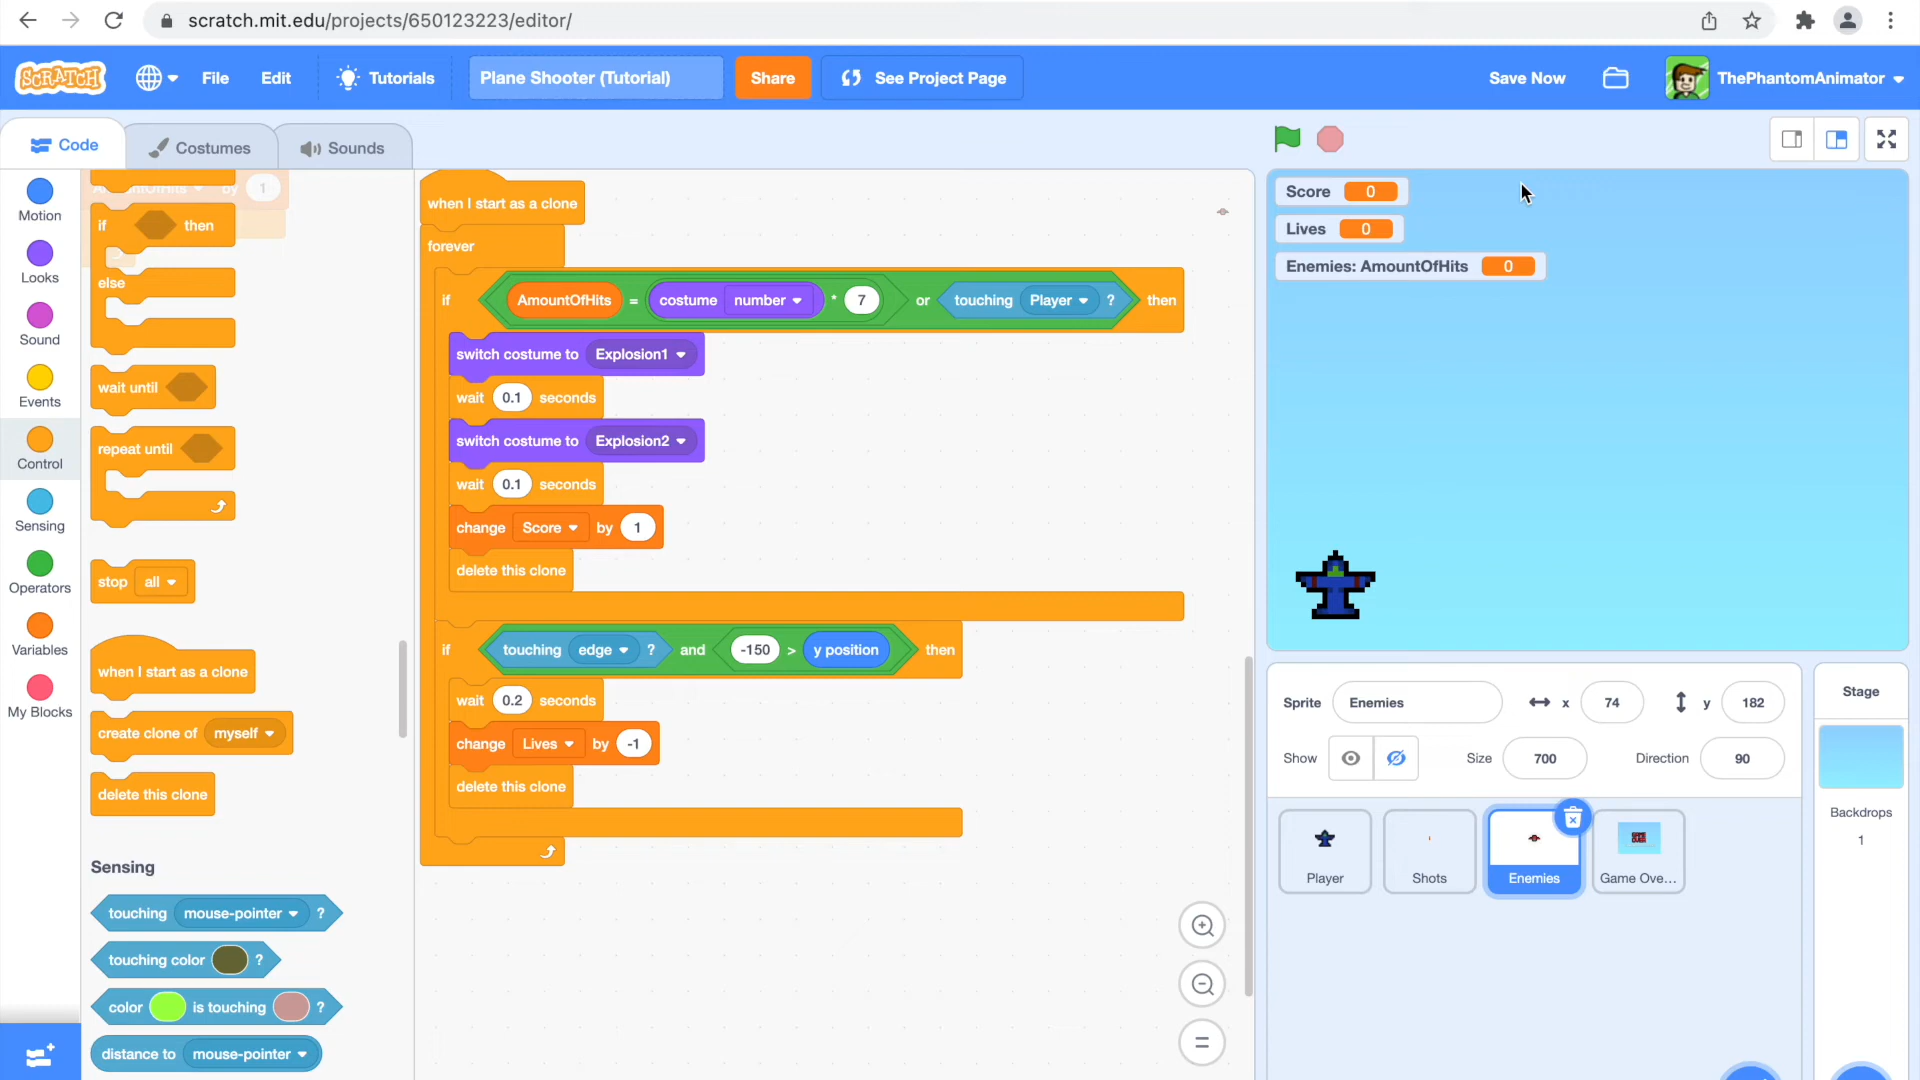 scratch.mit.edu/projects/650123223/editor/
SCRATCH
File
Edit
Tutorials
Plane Shooter (Tutorial)
Share
See Project Page
Save Now
ThePhantomAnimator
Code
Costumes
Sounds
Motion
Looks
Sound
Events
Control
Sensing
Operators
Variables
My Blocks
AmountOfHits by 1
if then
else
wait until
repeat until
stop all
when I start as a clone
create clone of myself
delete this clone
Sensing
touching mouse-pointer ?
touching color ?
color is touching ?
distance to mouse-pointer
when I start as a clone
forever
if AmountOfHits = costume number * 7 or touching Player ? then
switch costume to Explosion1
wait 0.1 seconds
switch costume to Explosion2
wait 0.1 seconds
change Score by 1
delete this clone
if touching edge ? and -150 > y position then
wait 0.2 seconds
change Lives by -1
delete this clone
Score 0
Lives 0
Enemies: AmountOfHits 0
Sprite Enemies x 74 y 182
Show Size 700 Direction 90
Player
Shots
Enemies
Game Ove...
Stage
Backdrops
1